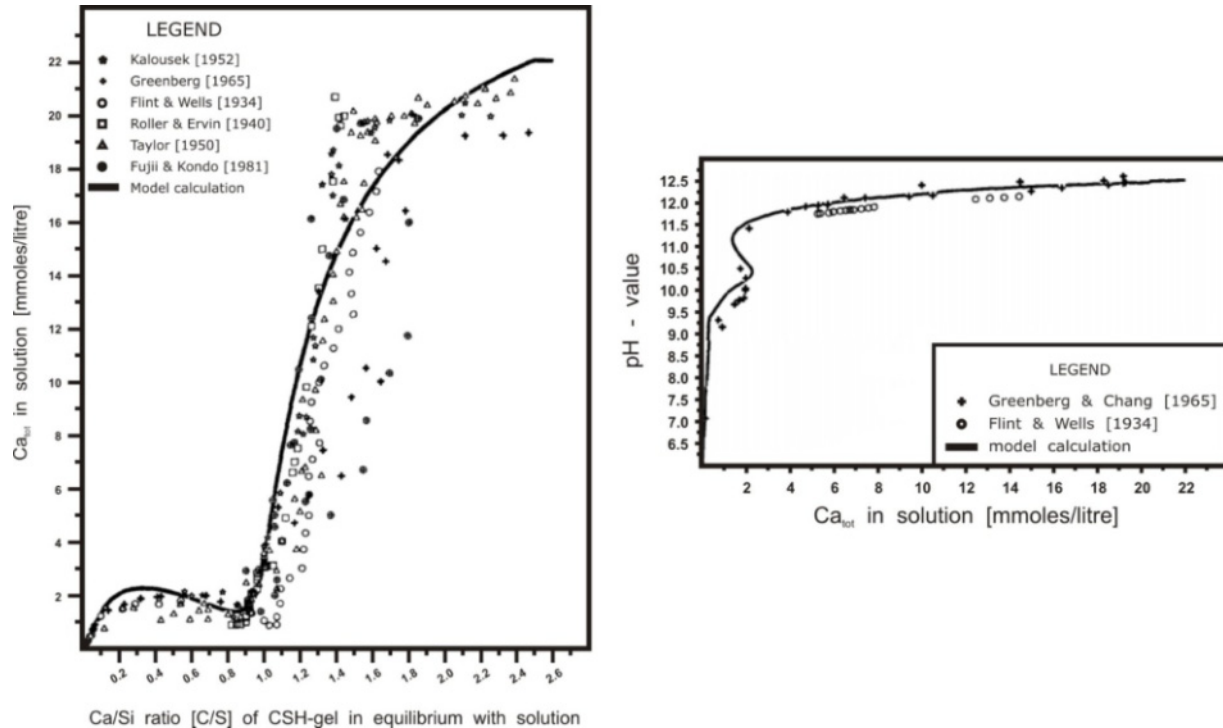 LEGEND
Kalousek [1952]
Greenberg [1965]
Flint & Wells [1934]
Roller & Ervin [1940]
Taylor [1950]
Fujii & Kondo [1981]
Model calculation
22
20
18
16
14
12
10
8
6
4
2
Ca tot in solution [mmoles/litre]
0.2 0.4 0.6 0.8 1.0 1.2 1.4 1.6 1.8 2.0 2.2 2.4 2.6
Ca/Si ratio [C/S] of CSH-gel in equilibrium with solution
12.5
12.0
11.5
11.0
10.5
10.0
9.5
9.0
8.5
8.0
7.5
7.0
6.5
pH - value
LEGEND
Greenberg & Chang [1965]
Flint & Wells [1934]
model calculation
0 2 4 6 8 10 12 14 16 18 20 22
Ca tot in solution [mmoles/litre]